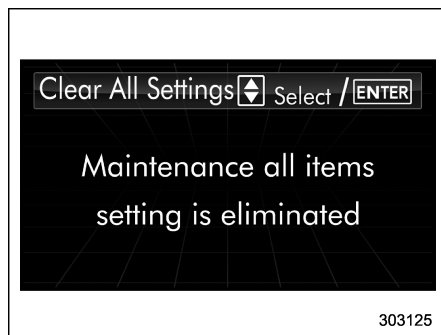 Clear All Settings Select / ENTER
Maintenance all items
setting is eliminated
303125